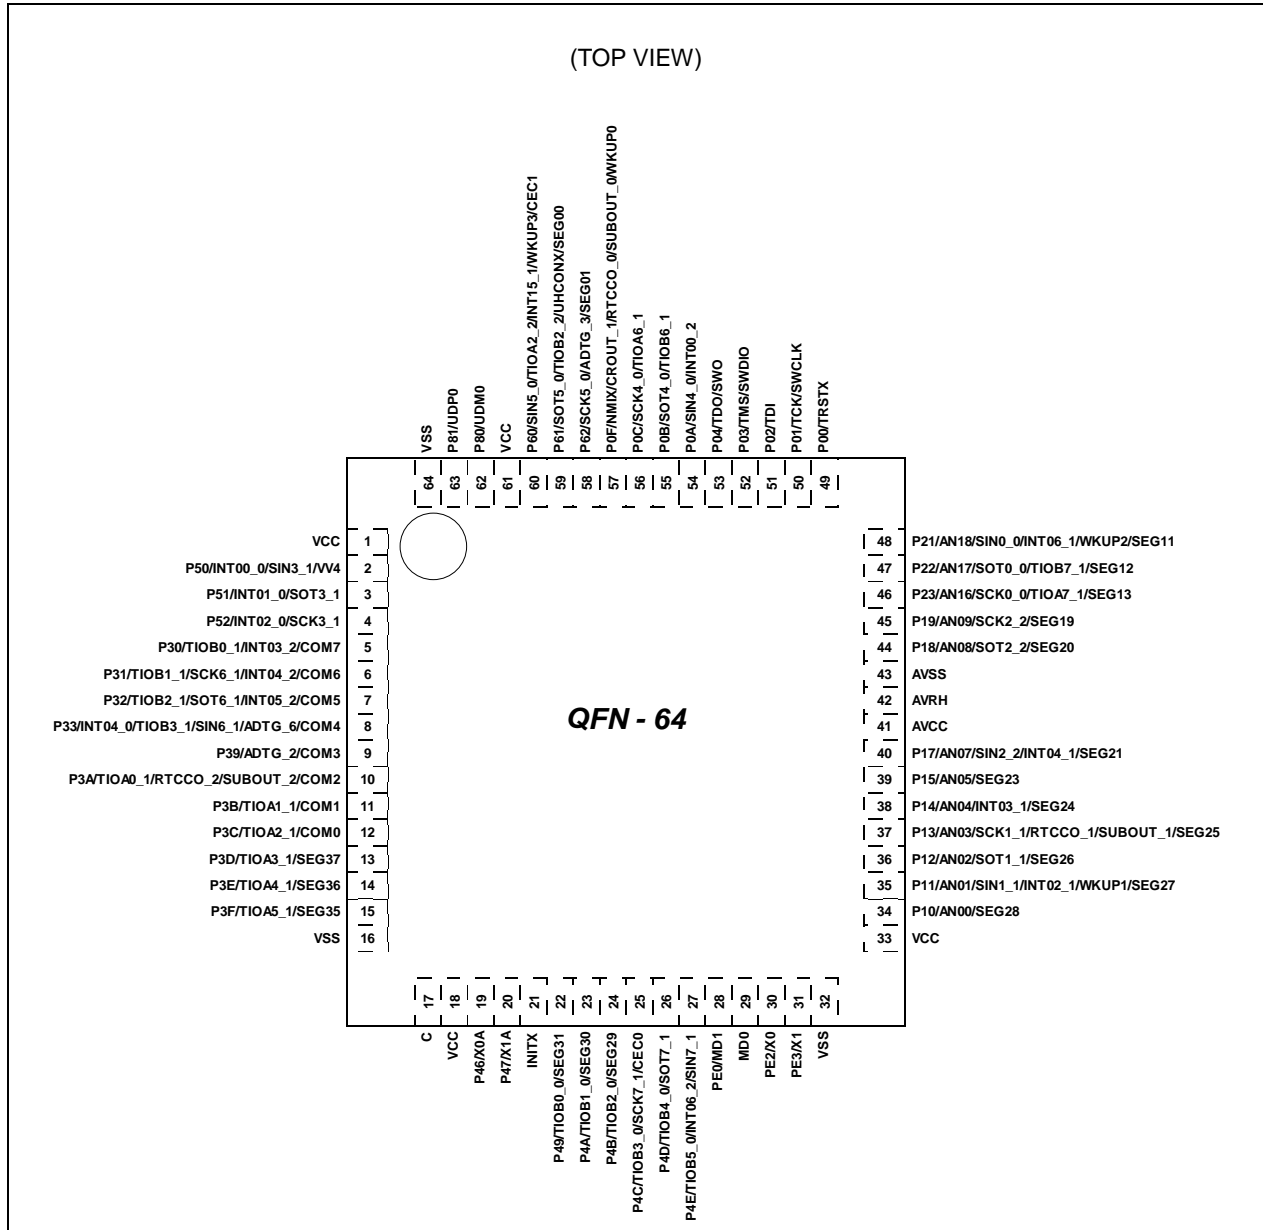 (TOP VIEW)
VSS
P81/UDP0
P80/UDM0
VCC
P60/SIN5_0/TIOA2_2/INT15_1/WKUP3/CEC1
P61/SOT5_0/TIOB2_2/UHCONX/SEG00
P62/SCK5_0/ADTG_3/SEG01
P0F/NMIX/CROUT_1/RTCCO_0/SUBOUT_0/WKUP0
P0C/SCK4_0/TIOA6_1
P0B/SOT4_0/TIOB6_1
P0A/SIN4_0/INT00_2
P04/TDO/SWO
P03/TMS/SWDIO
P02/TDI
P01/TCK/SWCLK
P00/TRSTX
64 63 62 61 60 59 58 57 56 55 54 53 52 51 50 49
VCC 1
P50/INT00_0/SIN3_1/VV4 2
P51/INT01_0/SOT3_1 3
P52/INT02_0/SCK3_1 4
P30/TIOB0_1/INT03_2/COM7 5
P31/TIOB1_1/SCK6_1/INT04_2/COM6 6
P32/TIOB2_1/SOT6_1/INT05_2/COM5 7
P33/INT04_0/TIOB3_1/SIN6_1/ADTG_6/COM4 8
P39/ADTG_2/COM3 9
P3A/TIOA0_1/RTCCO_2/SUBOUT_2/COM2 10
P3B/TIOA1_1/COM1 11
P3C/TIOA2_1/COM0 12
P3D/TIOA3_1/SEG37 13
P3E/TIOA4_1/SEG36 14
P3F/TIOA5_1/SEG35 15
VSS 16
QFN - 64
48 P21/AN18/SIN0_0/INT06_1/WKUP2/SEG11
47 P22/AN17/SOT0_0/TIOB7_1/SEG12
46 P23/AN16/SCK0_0/TIOA7_1/SEG13
45 P19/AN09/SCK2_2/SEG19
44 P18/AN08/SOT2_2/SEG20
43 AVSS
42 AVRH
41 AVCC
40 P17/AN07/SIN2_2/INT04_1/SEG21
39 P15/AN05/SEG23
38 P14/AN04/INT03_1/SEG24
37 P13/AN03/SCK1_1/RTCCO_1/SUBOUT_1/SEG25
36 P12/AN02/SOT1_1/SEG26
35 P11/AN01/SIN1_1/INT02_1/WKUP1/SEG27
34 P10/AN00/SEG28
33 VCC
17 18 19 20 21 22 23 24 25 26 27 28 29 30 31 32
C
VCC
P46/X0A
P47/X1A
INITX
P49/TIOB0_0/SEG31
P4A/TIOB1_0/SEG30
P4B/TIOB2_0/SEG29
P4C/TIOB3_0/SCK7_1/CEC0
P4D/TIOB4_0/SOT7_1
P4E/TIOB5_0/INT06_2/SIN7_1
PE0/MD1
MD0
PE2/X0
PE3/X1
VSS